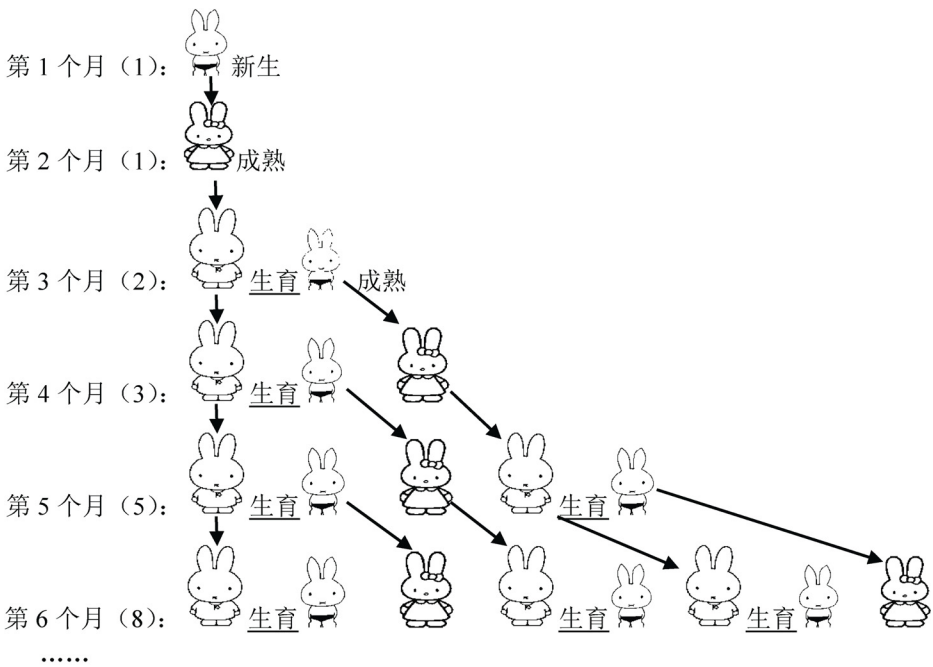 第 1 个月（1）： 新生
第 2 个月（1）： 成熟
第 3 个月（2）： 生育 成熟
第 4 个月（3）： 生育
第 5 个月（5）： 生育 生育
第 6 个月（8）： 生育 生育 生育
……